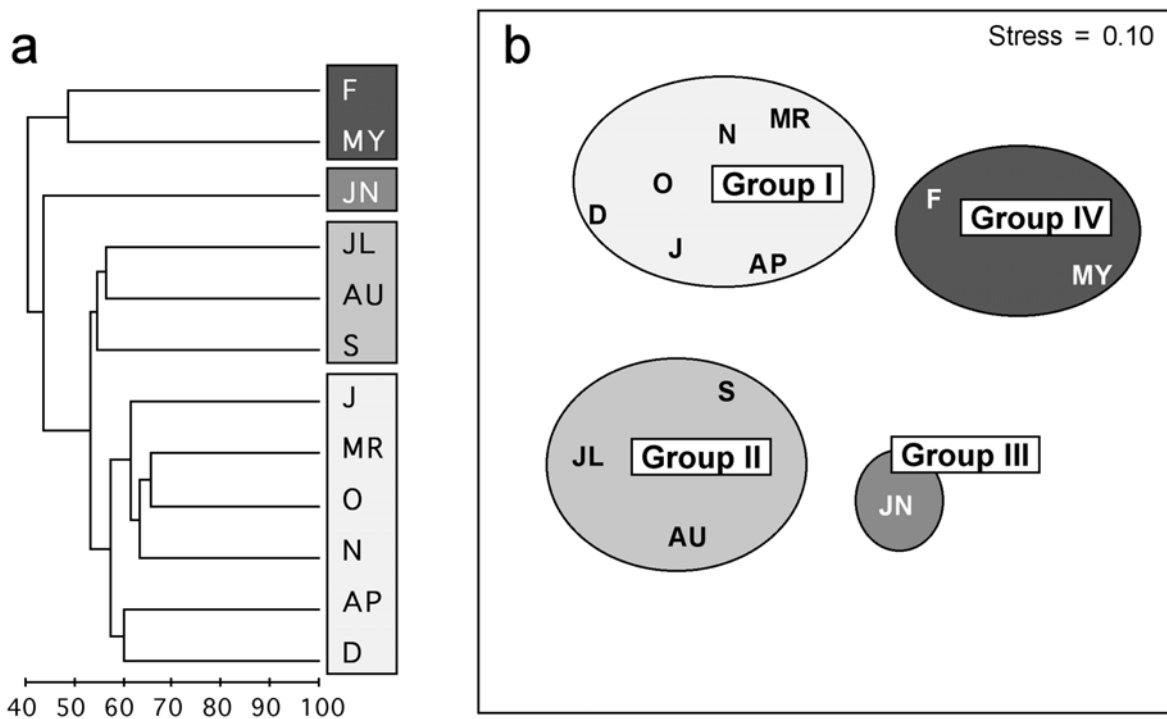 a
F
MY
JN
JL
AU
S
J
MR
O
N
AP
D
40 50 60 70 80 90 100
b
Stress = 0.10
MR
N
O
Group I
D
J
AP
F
Group IV
MY
S
JL
Group II
AU
Group III
JN